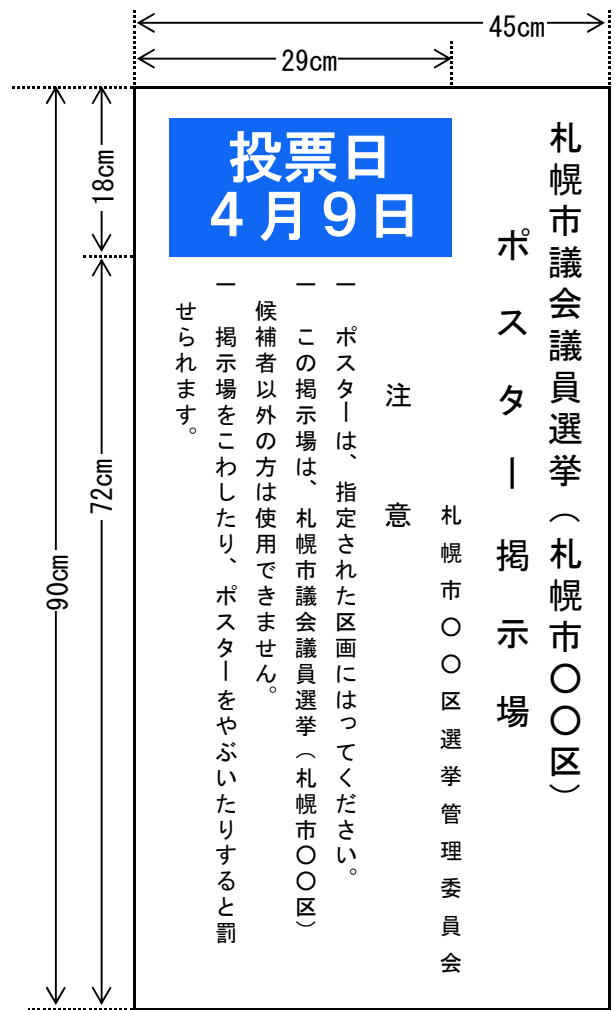 45cm
29cm
18cm
72cm
90cm
札幌市議会議員選挙（札幌市〇〇区）
ポスター掲示場
札幌市〇〇区選挙管理委員会
注意
一　ポスターは、指定された区画にはってください。
一　この掲示場は、札幌市議会議員選挙（札幌市〇〇区）
候補者以外の方は使用できません。
一　掲示場をこわしたり、ポスターをやぶいたりすると罰
せられます。
投票日
４月９日